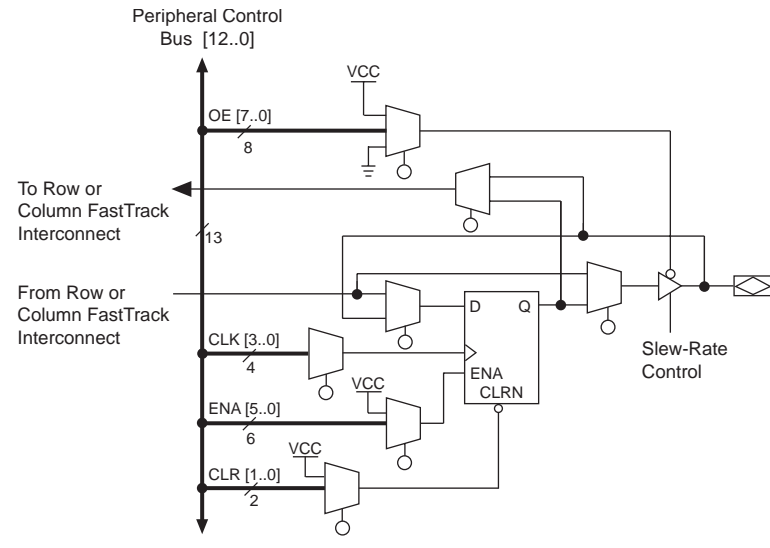 Peripheral Control
Bus [12..0]
VCC
OE [7..0]
8
To Row or
Column FastTrack
Interconnect
13
From Row or
Column FastTrack
Interconnect
D
Q
CLK [3..0]
4
Slew-Rate
Control
ENA
VCC
CLRN
ENA [5..0]
6
VCC
CLR [1..0]
2